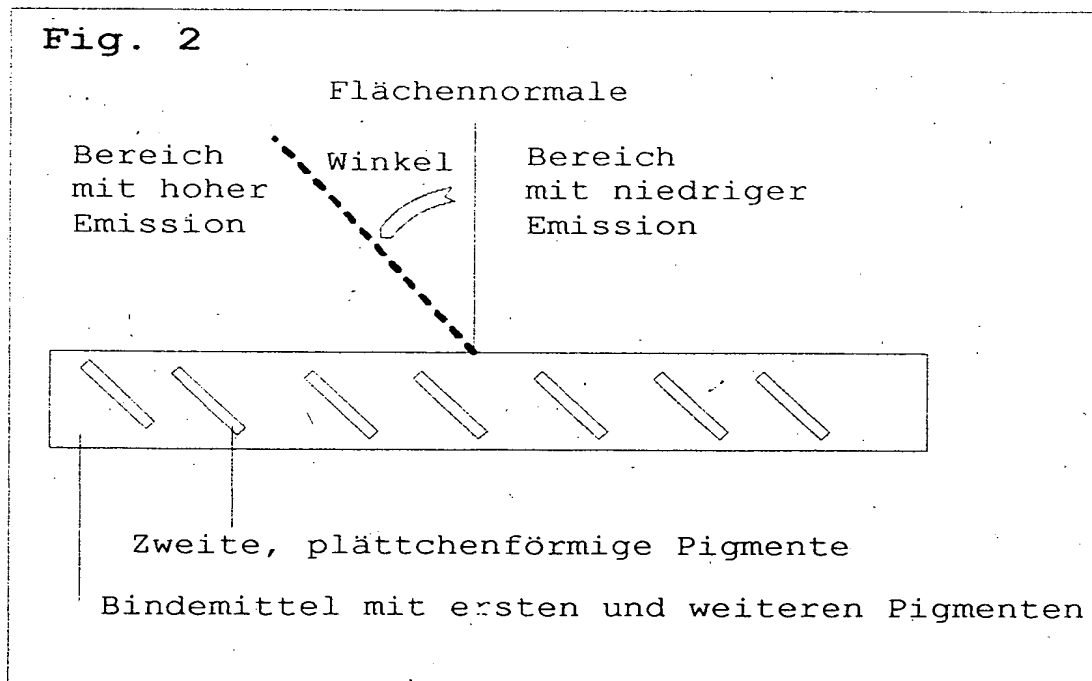 Fig. 2
Flächennormale
Bereich
mit hoher
Emission
Winkel
Bereich
mit niedriger
Emission
Zweite, plättchenförmige Pigmente
Bindemittel mit ersten und weiteren Pigmenten